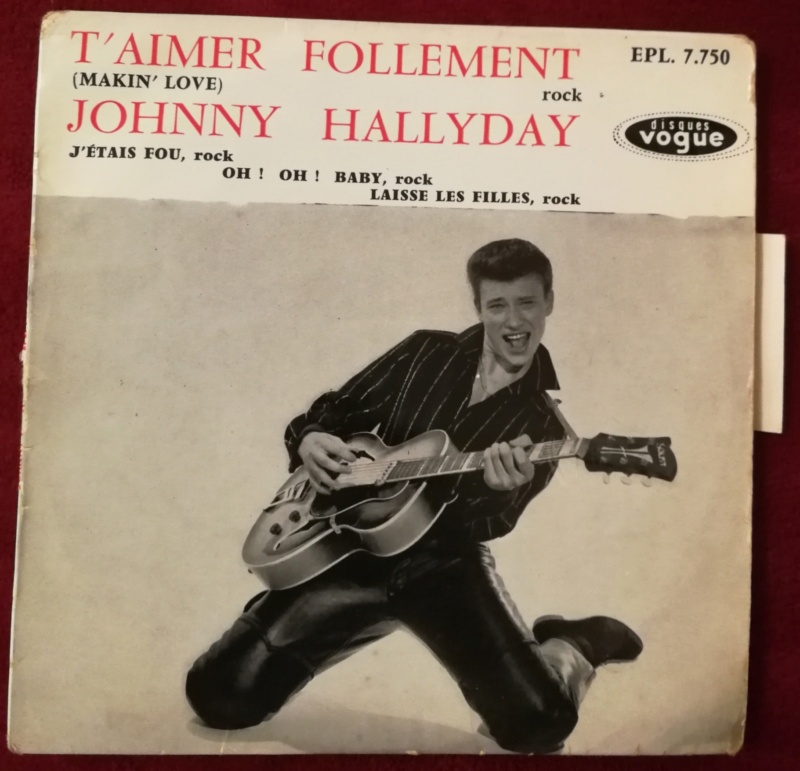 T'AIMER FOLLEMENT
(MAKIN' LOVE)
rock
JOHNNY HALLYDAY
J'ÉTAIS FOU, rock
OH ! OH ! BABY, rock
LAISSE LES FILLES, rock
EPL. 7.750
disques
vogue